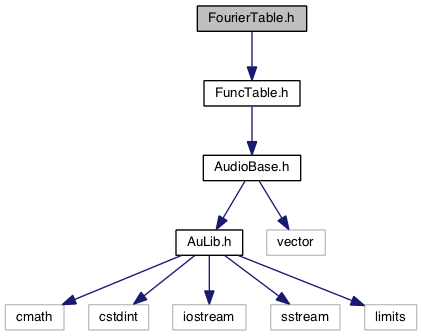 FourierTable.h
FuncTable.h
AudioBase.h
AuLib.h
vector
cmath
cstdint
iostream
sstream
limits